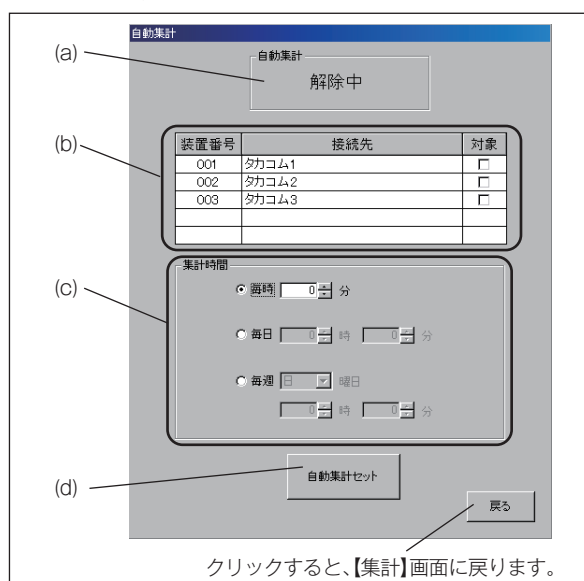 自動集計
(a)
自動集計
解除中
(b)
装置番号 接続先 対象
001 タカコム1
002 タカコム2
003 タカコム3
(c)
集計時間
毎時 0 分
毎日 0 時 0 分
毎週 日 曜日
0 時 0 分
(d)
自動集計セット
戻る
クリックすると、【集計】画面に戻ります。